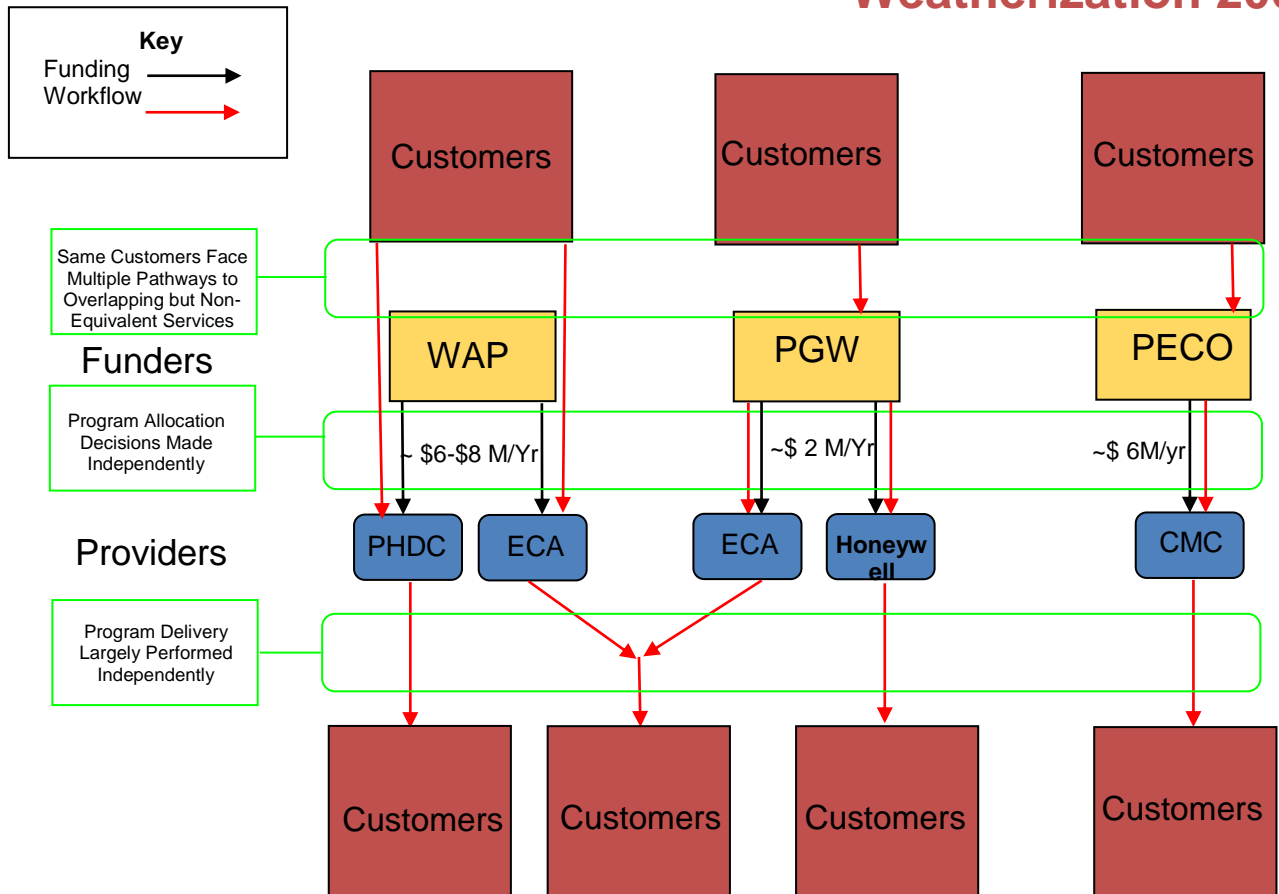 Weatherization 200
Key
Funding
Workflow
Customers
Customers
Customers
Same Customers Face
Multiple Pathways to
Overlapping but Non-
Equivalent Services
Funders
WAP
PGW
PECO
Program Allocation
Decisions Made
Independently
~ $6-$8 M/Yr
~$ 2 M/Yr
~$ 6M/yr
Providers
PHDC
ECA
ECA
Honeyw
ell
CMC
Program Delivery
Largely Performed
Independently
Customers
Customers
Customers
Customers